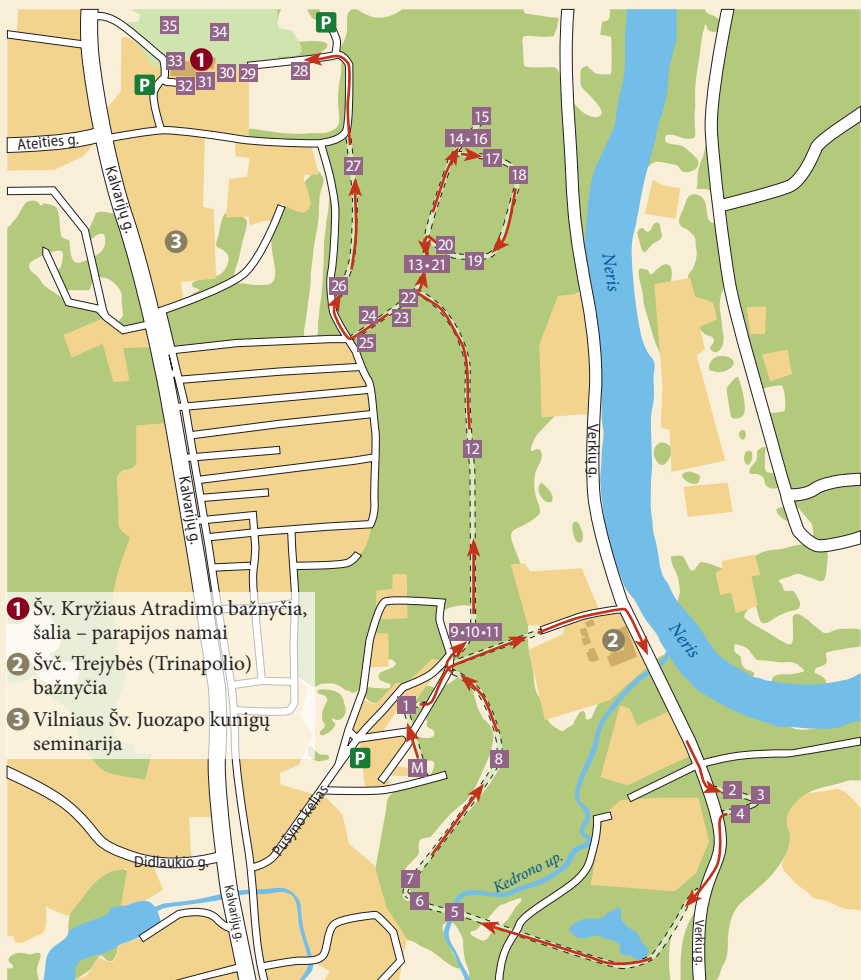 35
34
P
33
1
32
31
30
29
28
P
Ateities g.
Kalvarijų g.
27
3
15
14•16
17
18
20
13•21
19
Neris
26
22
24
23
25
12
Verkių g.
Kalvarijų g.
1 Šv. Kryžiaus Atradimo bažnyčia,
šalia – parapijos namai
2 Švč. Trejybės (Trinapolio)
bažnyčia
3 Vilniaus Šv. Juozapo kunigų
seminarija
9•10•11
2
Neris
1
P
M
8
Pušyno kelias
2
3
4
Didlaukio g.
7
6
5
Kedrono up.
Kalvarijų g.
Verkių g.